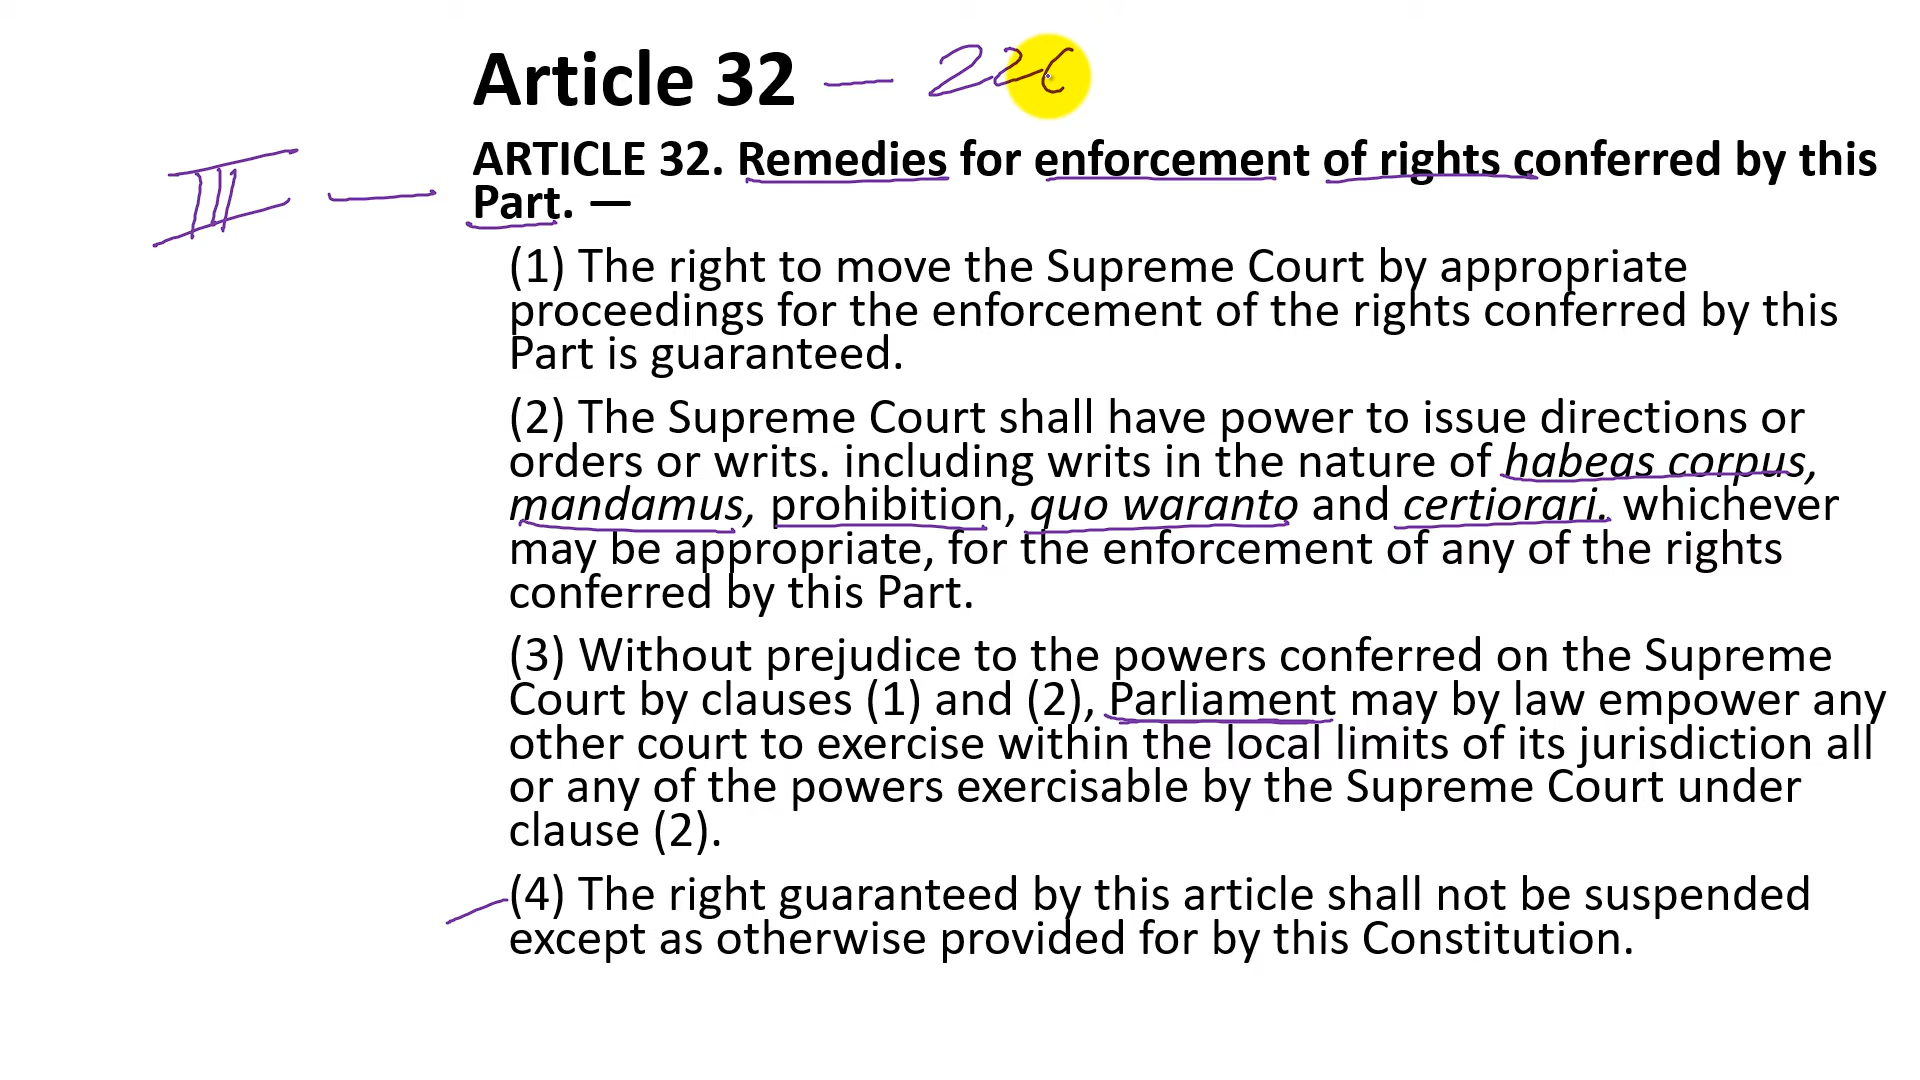 Article 32 — 226
ARTICLE 32. Remedies for enforcement of rights conferred by this
III — Part. —
(1) The right to move the Supreme Court by appropriate
proceedings for the enforcement of the rights conferred by this
Part is guaranteed.
(2) The Supreme Court shall have power to issue directions or
orders or writs. including writs in the nature of habeas corpus,
mandamus, prohibition, quo waranto and certiorari. whichever
may be appropriate, for the enforcement of any of the rights
conferred by this Part.
(3) Without prejudice to the powers conferred on the Supreme
Court by clauses (1) and (2), Parliament may by law empower any
other court to exercise within the local limits of its jurisdiction all
or any of the powers exercisable by the Supreme Court under
clause (2).
(4) The right guaranteed by this article shall not be suspended
except as otherwise provided for by this Constitution.